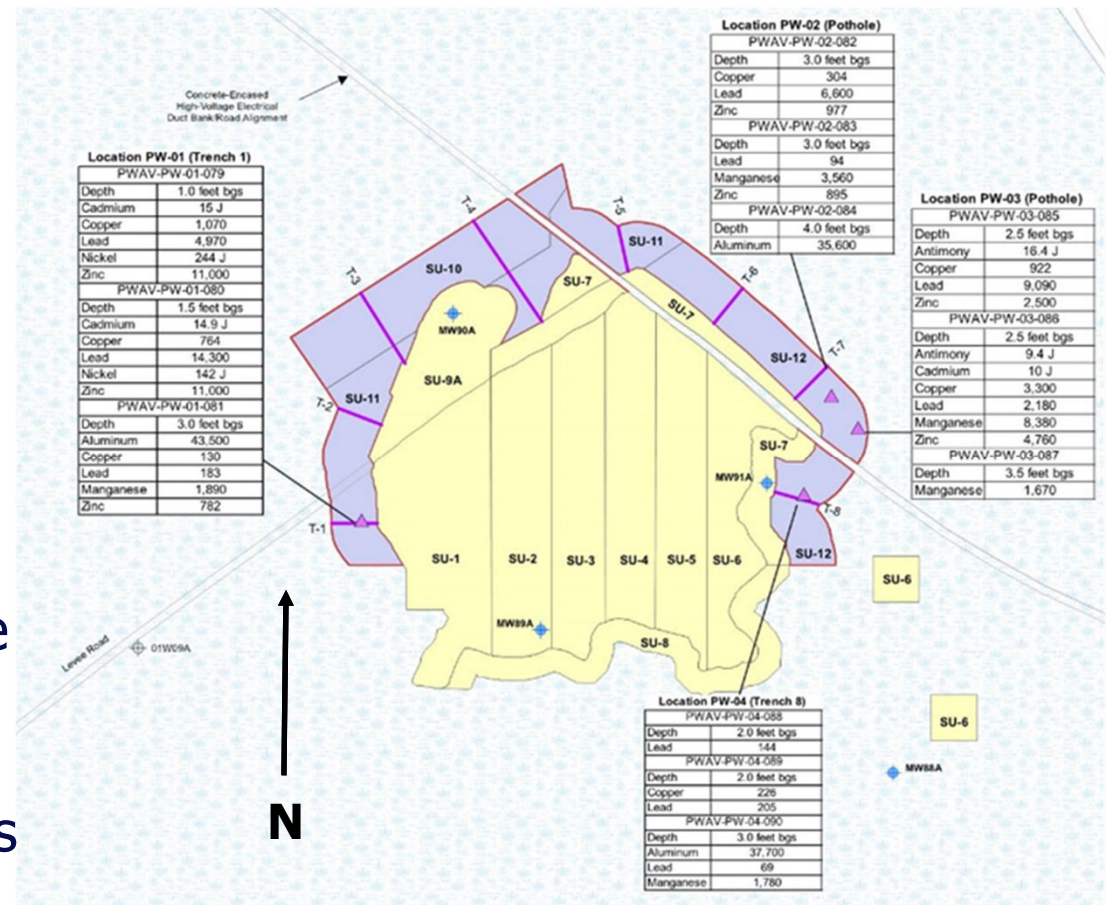 Concrete-Encased
High-Voltage Electrical
Duct Bank/Road Alignment
Location PW-01 (Trench 1)
PWAV-PW-01-079
Depth 1.0 feet bgs
Cadmium 15 J
Copper 1,070
Lead 4,970
Nickel 244 J
Zinc 11,000
PWAV-PW-01-080
Depth 1.5 feet bgs
Cadmium 14.9 J
Copper 764
Lead 14,300
Nickel 142 J
Zinc 11,000
PWAV-PW-01-081
Depth 3.0 feet bgs
Aluminum 43,500
Copper 130
Lead 183
Manganese 1,890
Zinc 782
Location PW-02 (Pothole)
PWAV-PW-02-082
Depth 3.0 feet bgs
Copper 304
Lead 6,600
Zinc 977
PWAV-PW-02-083
Depth 3.0 feet bgs
Lead 94
Manganese 3,560
Zinc 895
PWAV-PW-02-084
Depth 4.0 feet bgs
Aluminum 35,600
Location PW-03 (Pothole)
PWAV-PW-03-085
Depth 2.5 feet bgs
Antimony 16.4 J
Copper 922
Lead 9,090
Zinc 2,500
PWAV-PW-03-086
Depth 2.5 feet bgs
Antimony 9.4 J
Cadmium 10 J
Copper 3,300
Lead 2,180
Manganese 8,380
Zinc 4,760
PWAV-PW-03-087
Depth 3.5 feet bgs
Manganese 1,670
T-4
T-5
SU-11
T-3
SU-10
SU-7
T-6
SU-7
MW90A
T-7
SU-12
SU-9A
T-2
SU-11
SU-7
MW91A
T-8
T-1
SU-1
SU-2
SU-3
SU-4
SU-5
SU-6
SU-12
SU-6
MW89A
SU-8
Levee Road
01W09A
SU-6
MW88A
N
e
s
Location PW-04 (Trench 8)
PWAV-PW-04-088
Depth 2.0 feet bgs
Lead 144
PWAV-PW-04-089
Depth 2.0 feet bgs
Copper 226
Lead 205
PWAV-PW-04-090
Depth 3.0 feet bgs
Aluminum 37,700
Lead 69
Manganese 1,780